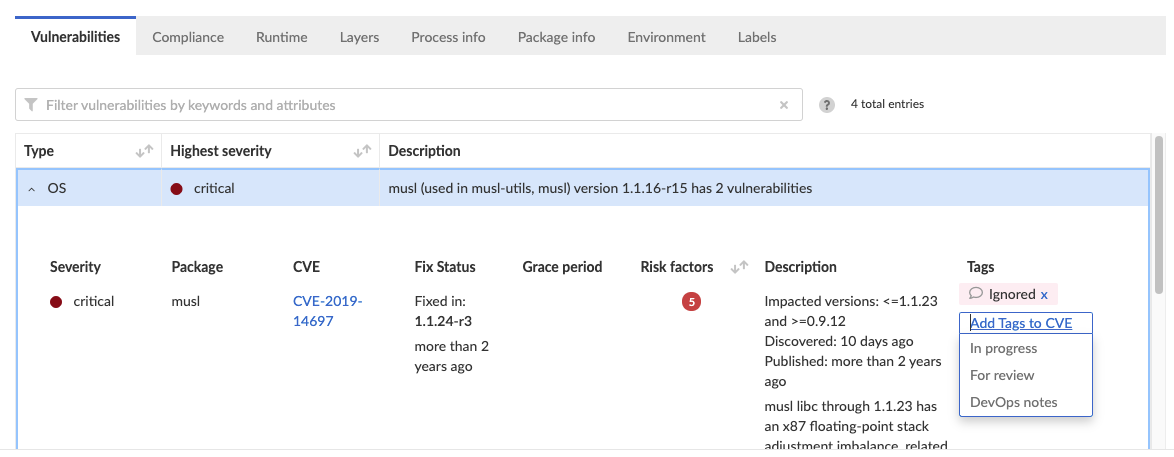 Vulnerabilities Compliance Runtime Layers Process info Package info Environment Labels
Filter vulnerabilities by keywords and attributes × ? 4 total entries
Type Highest severity Description
OS critical musl (used in musl-utils, musl) version 1.1.16-r15 has 2 vulnerabilities
Severity Package CVE Fix Status Grace period Risk factors Description Tags
critical
musl
CVE-2019-
14697
Fixed in:
1.1.24-r3
more than 2
years ago
5
Impacted versions: <=1.1.23
and >=0.9.12
Discovered: 10 days ago
Published: more than 2 years
ago
musl libc through 1.1.23 has
an x87 floating-point stack
adjustment imbalance, related
Ignored x
Add Tags to CVE
In progress
For review
DevOps notes